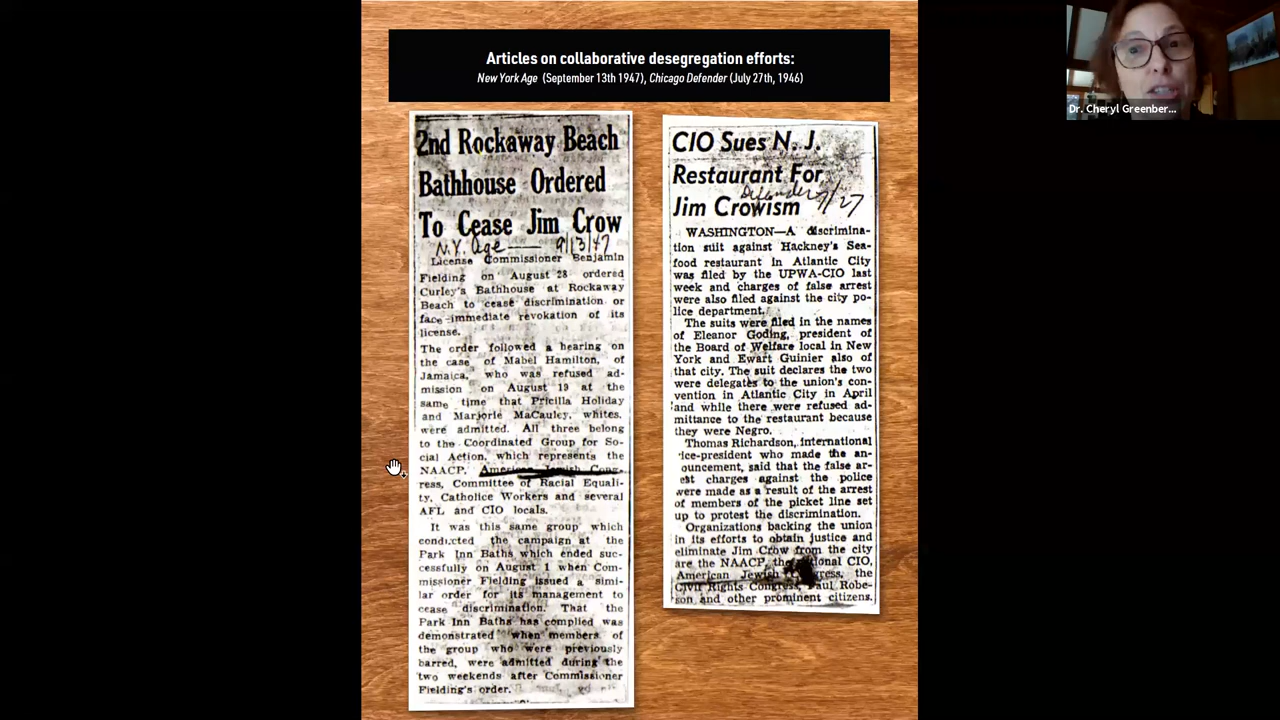 Articles on collaborative desegregation efforts:
New York Age (September 13th 1947), Chicago Defender (July 27th, 1946)
Dr. Cheryl Greenber...
2nd Rockaway Beach
Bathhouse Ordered
To Cease Jim Crow
N.Y. Age — 9/13/47
License Commissioner Benjamin
Fielding on August 28 ordered
Curley's Bathhouse at Rockaway
Beach to cease discrimination or
face immediate revokation of its
license.
The order followed a hearing on
the case of Mabel Hamilton, of
Jamaica, who was refused ad-
mission on August 19 at the
same time that Pricilla Holiday
and Marjorie MacCauley, whites,
were admitted. All three belong
to the Coordinated Group for So-
cial Action, which represents the
NAACP, American Jewish Cong-
ress, Committee of Racial Equali-
ty, Catholice Workers and several
AFL and CIO locals.
It was this same group which
conducted the campaign at the
Park Inn Baths which ended suc-
cessfully on August 1 when Com-
missioner Fielding issued a simi-
lar order for its management to
cease discrimination. That the
Park Inn Baths has complied was
demonstrated when members of
the group who were previously
barred, were admitted during the
two weekends after Commissioner
Fielding's order.
CIO Sues N. J.
Restaurant For
Jim Crowism
Defender 7/27
WASHINGTON—A discrimina-
tion suit against Hackney's Sea-
food restaurant in Atlantic City
was filed by the UPWA-CIO last
week and charges of false arrest
were also filed against the city po-
lice department.
The suits were filed in the names
of Eleanor Goding, president of
the Board of Welfare local in New
York and Ewart Guinier also of
that city. The suit declares the two
were delegates to the union's con-
vention in Atlantic City in April
and while there were refused ad-
mittance to the restaurant because
they were Negro.
Thomas Richardson, international
vice-president who made the an-
ouncement, said that the false ar-
est charges against the police
were made as a result of the arrest
of members of the picket line set
up to protest the discrimination.
Organizations backing the union
in its efforts to obtain justice and
eliminate Jim Crow from the city
are the NAACP, the CIO,
American Jewish Congress, the
Civil Rights Congress, Paul Robe-
son and other prominent citizens.